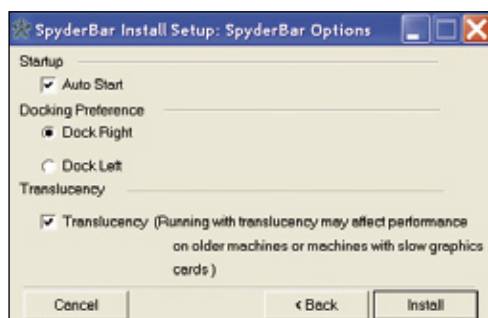 SpyderBar Install Setup: SpyderBar Options
Startup
Auto Start
Docking Preference
Dock Right
Dock Left
Translucency
Translucency (Running with translucency may affect performance
on older machines or machines with slow graphics
cards )
Cancel
< Back
Install